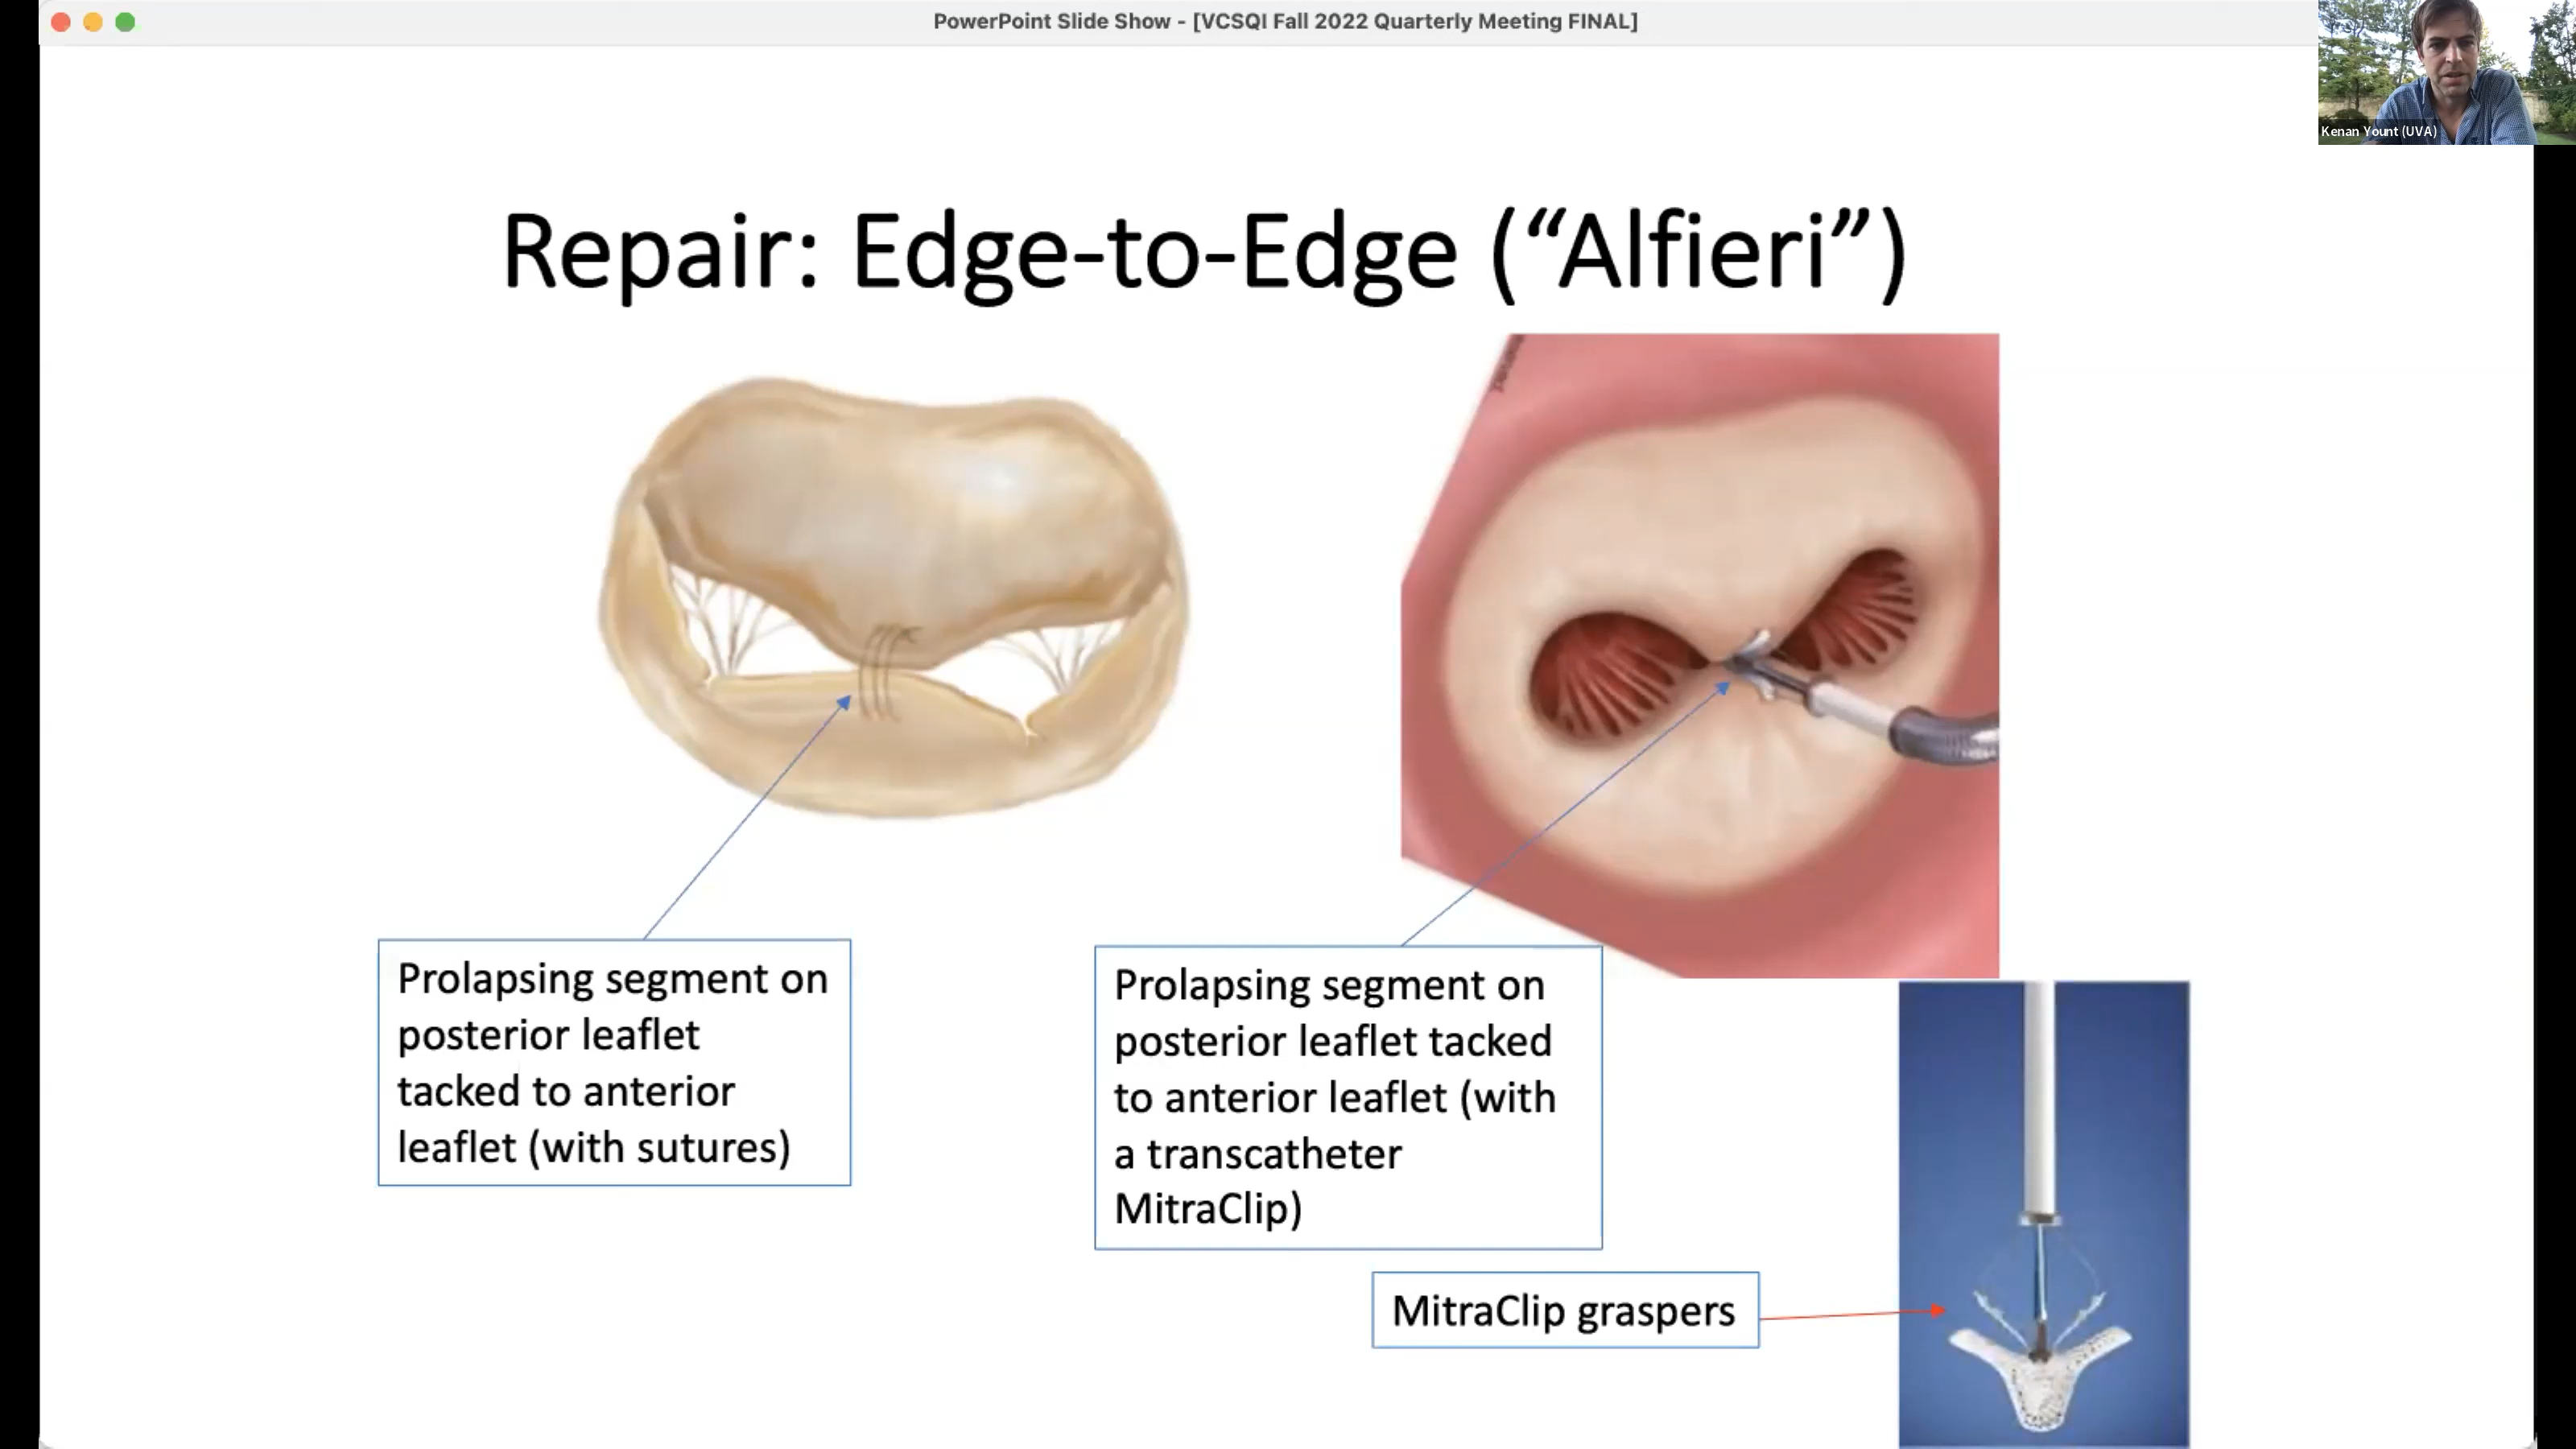 PowerPoint Slide Show - [VCSQI Fall 2022 Quarterly Meeting FINAL]
Kenan Yount (UVA)
Repair: Edge-to-Edge (“Alfieri”)
Prolapsing segment on
posterior leaflet
tacked to anterior
leaflet (with sutures)
Prolapsing segment on
posterior leaflet tacked
to anterior leaflet (with
a transcatheter
MitraClip)
MitraClip graspers